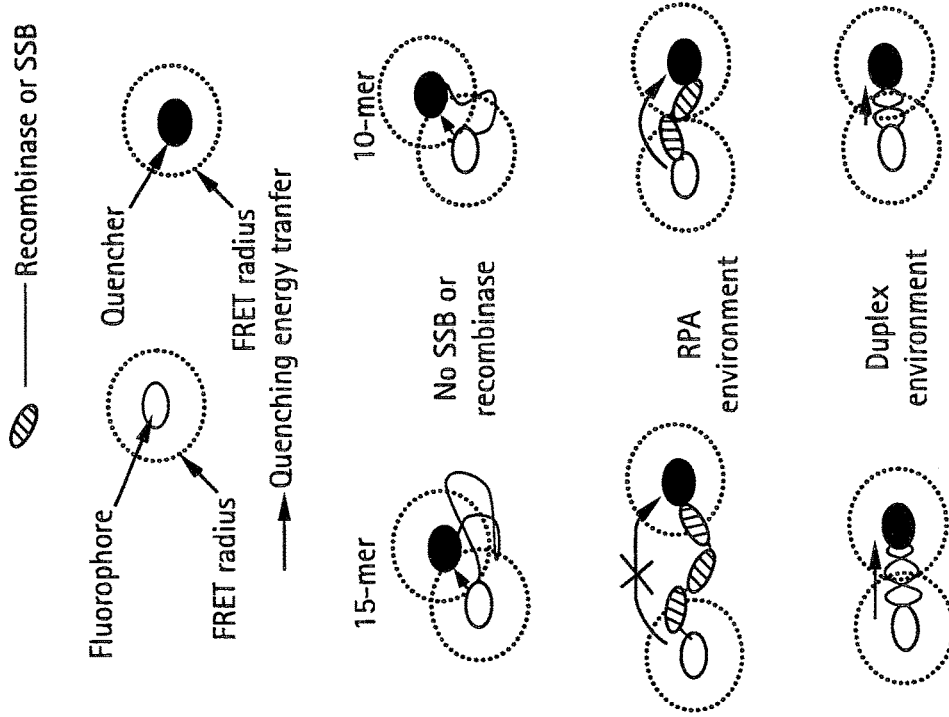 Recombinase or SSB
Fluorophore
Quencher
FRET radius
FRET radius
Quenching energy tranfer
15-mer
10-mer
No SSB or
recombinase
RPA
environment
Duplex
environment